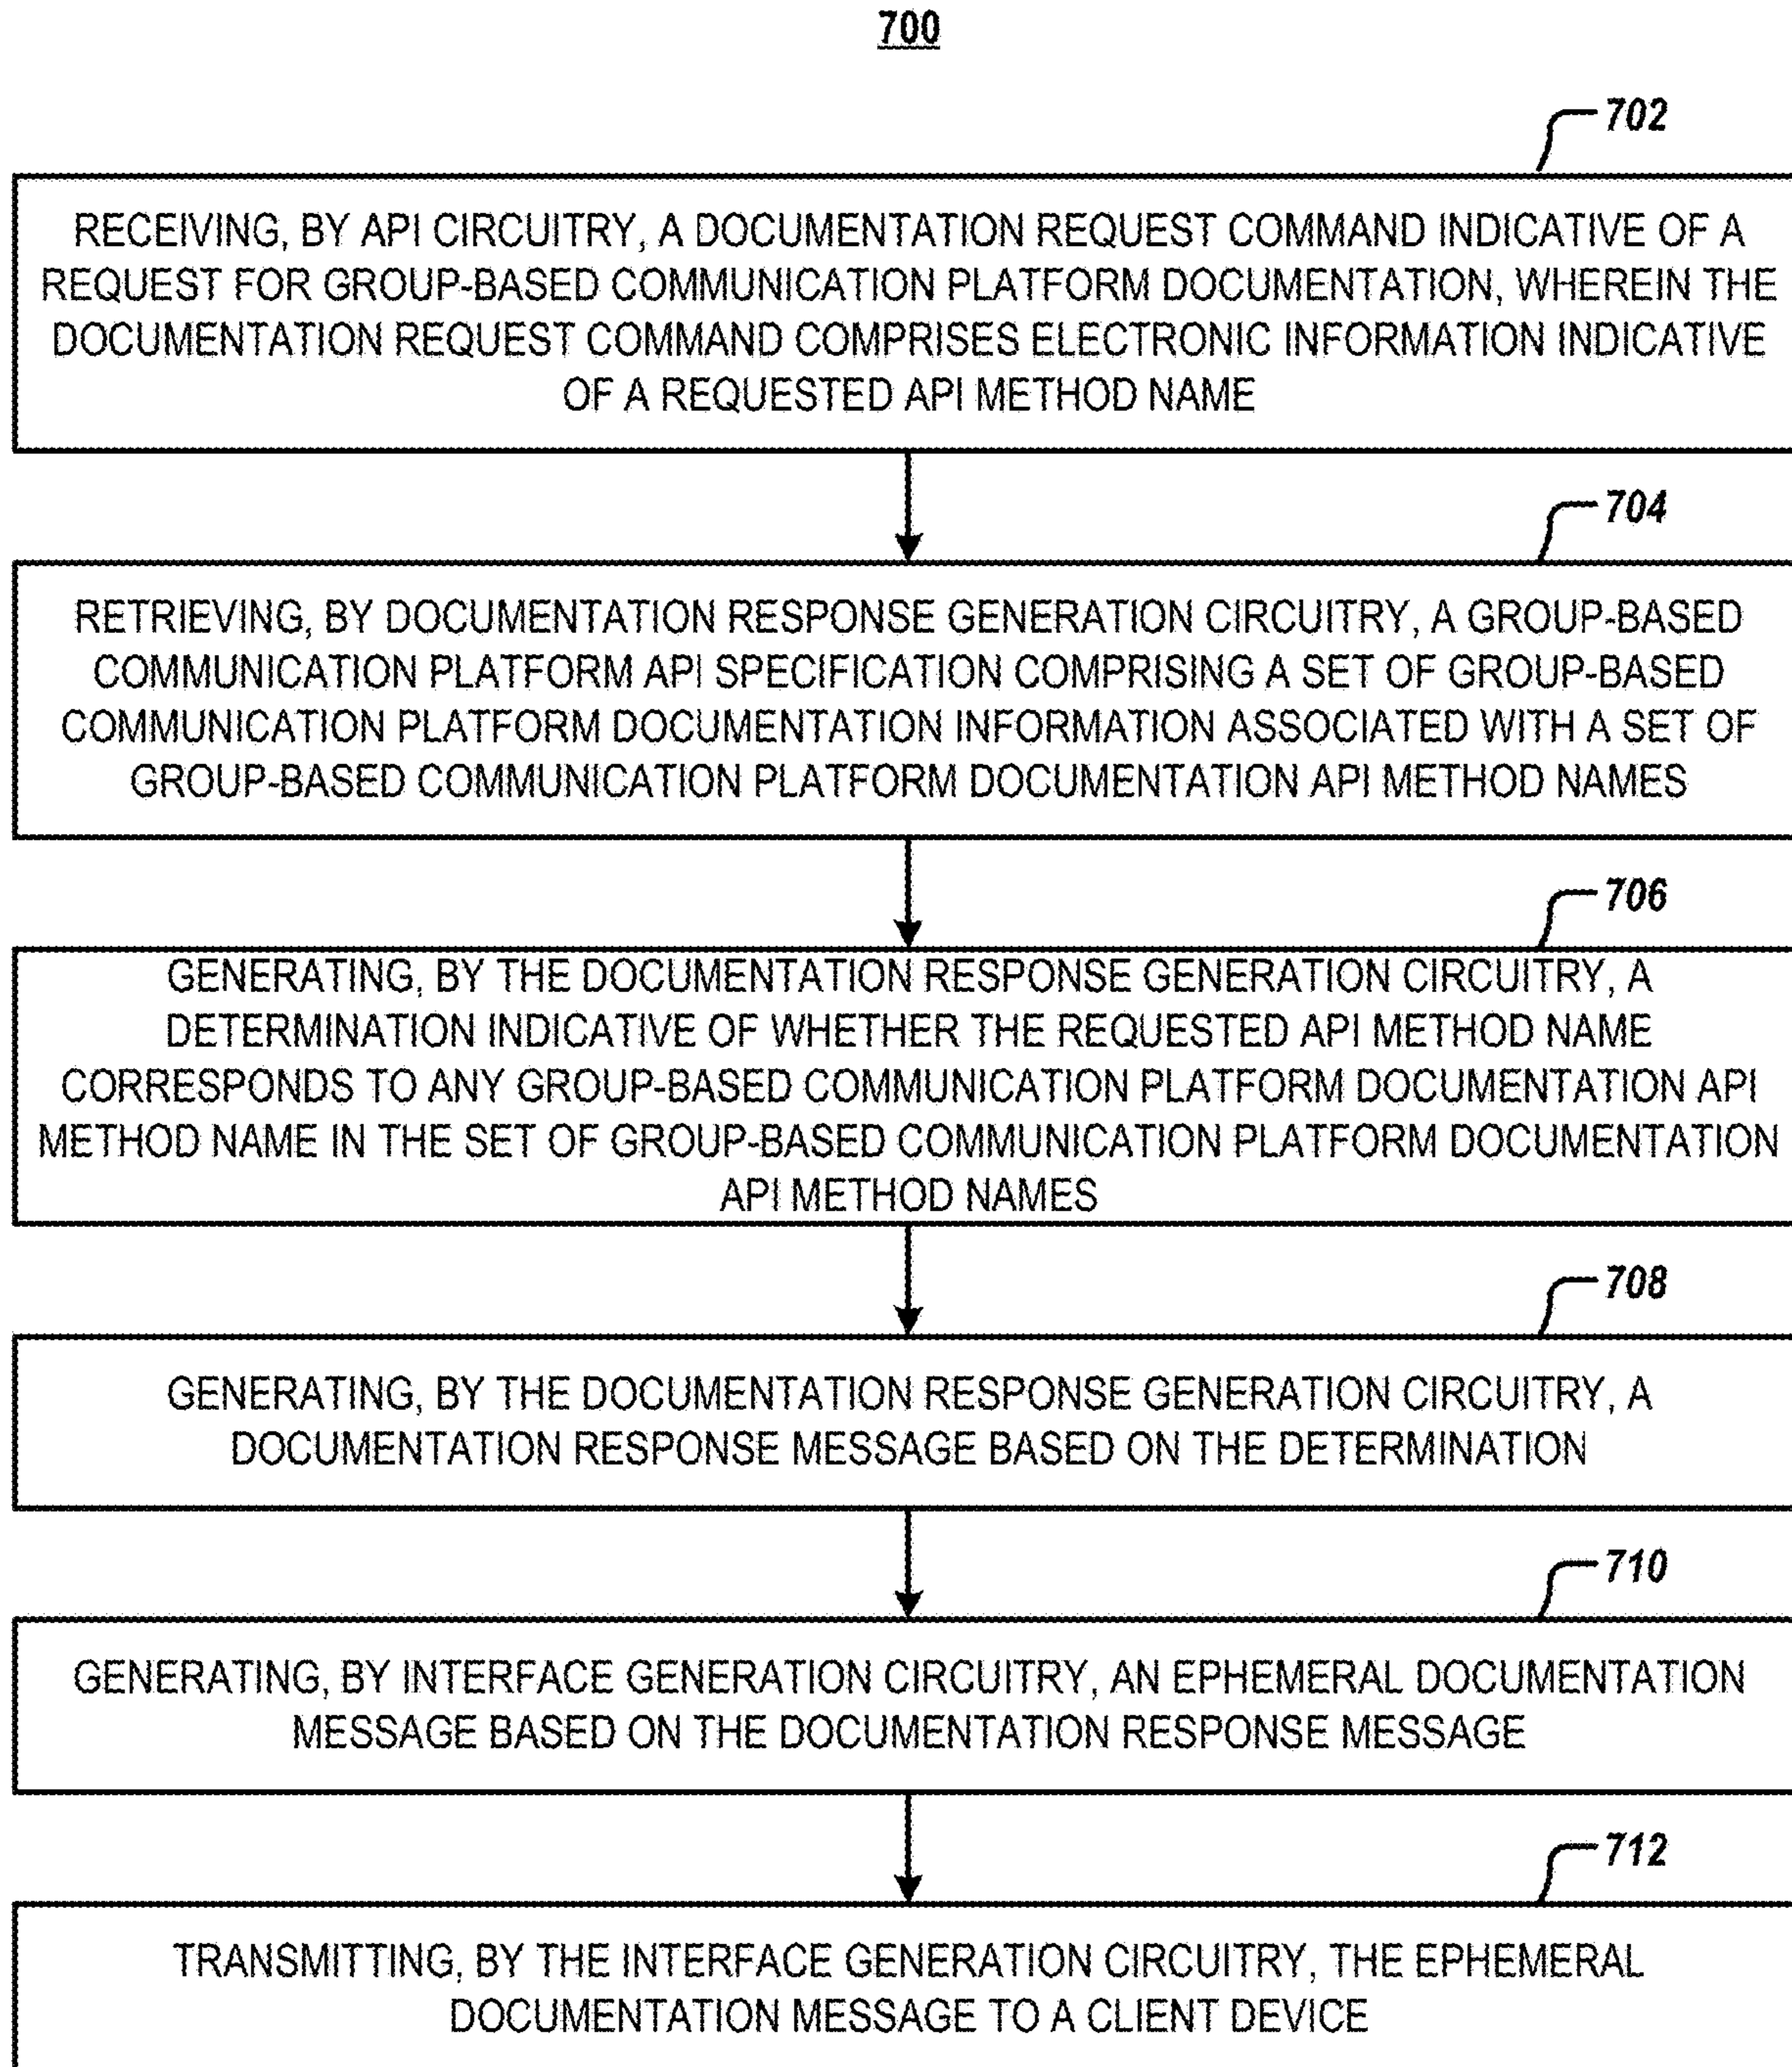 700
702
RECEIVING, BY API CIRCUITRY, A DOCUMENTATION REQUEST COMMAND INDICATIVE OF A
REQUEST FOR GROUP-BASED COMMUNICATION PLATFORM DOCUMENTATION, WHEREIN THE
DOCUMENTATION REQUEST COMMAND COMPRISES ELECTRONIC INFORMATION INDICATIVE
OF A REQUESTED API METHOD NAME
704
RETRIEVING, BY DOCUMENTATION RESPONSE GENERATION CIRCUITRY, A GROUP-BASED
COMMUNICATION PLATFORM API SPECIFICATION COMPRISING A SET OF GROUP-BASED
COMMUNICATION PLATFORM DOCUMENTATION INFORMATION ASSOCIATED WITH A SET OF
GROUP-BASED COMMUNICATION PLATFORM DOCUMENTATION API METHOD NAMES
706
GENERATING, BY THE DOCUMENTATION RESPONSE GENERATION CIRCUITRY, A
DETERMINATION INDICATIVE OF WHETHER THE REQUESTED API METHOD NAME
CORRESPONDS TO ANY GROUP-BASED COMMUNICATION PLATFORM DOCUMENTATION API
METHOD NAME IN THE SET OF GROUP-BASED COMMUNICATION PLATFORM DOCUMENTATION
API METHOD NAMES
708
GENERATING, BY THE DOCUMENTATION RESPONSE GENERATION CIRCUITRY, A
DOCUMENTATION RESPONSE MESSAGE BASED ON THE DETERMINATION
710
GENERATING, BY INTERFACE GENERATION CIRCUITRY, AN EPHEMERAL DOCUMENTATION
MESSAGE BASED ON THE DOCUMENTATION RESPONSE MESSAGE
712
TRANSMITTING, BY THE INTERFACE GENERATION CIRCUITRY, THE EPHEMERAL
DOCUMENTATION MESSAGE TO A CLIENT DEVICE